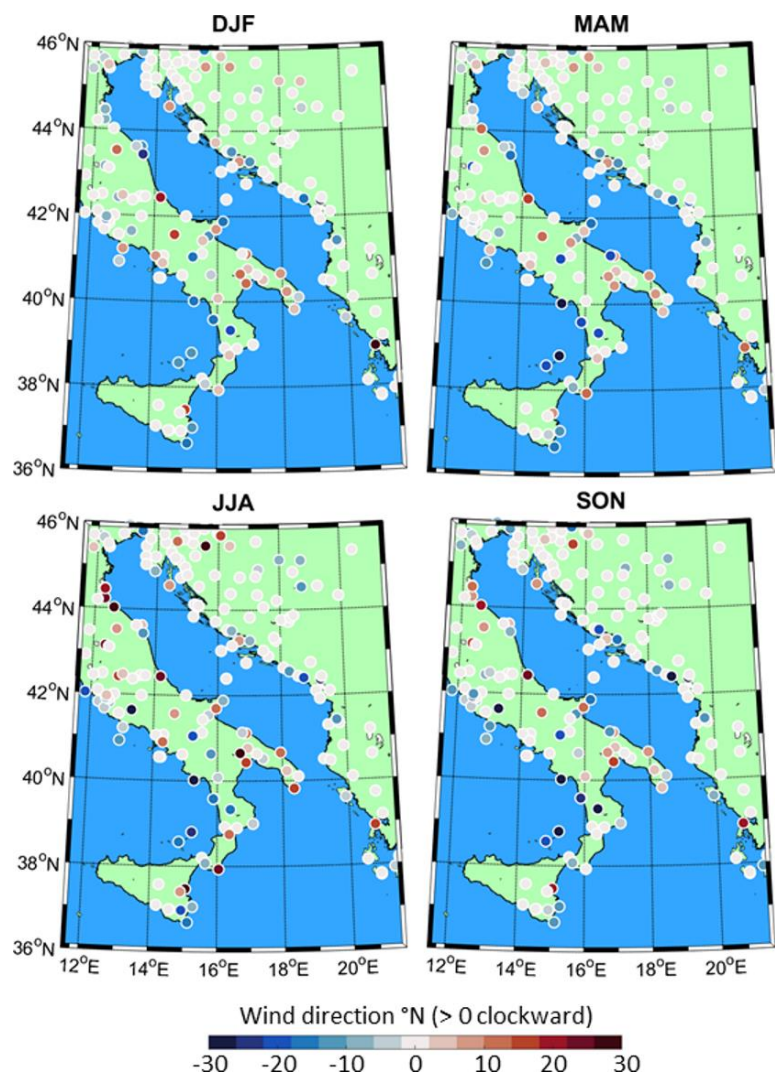 DJF MAM
46°N
44°N
42°N
40°N
38°N
36°N
JJA SON
46°N
44°N
42°N
40°N
38°N
36°N
12°E 14°E 16°E 18°E 20°E 12°E 14°E 16°E 18°E 20°E
Wind direction °N (> 0 clockward)
-30 -20 -10 0 10 20 30